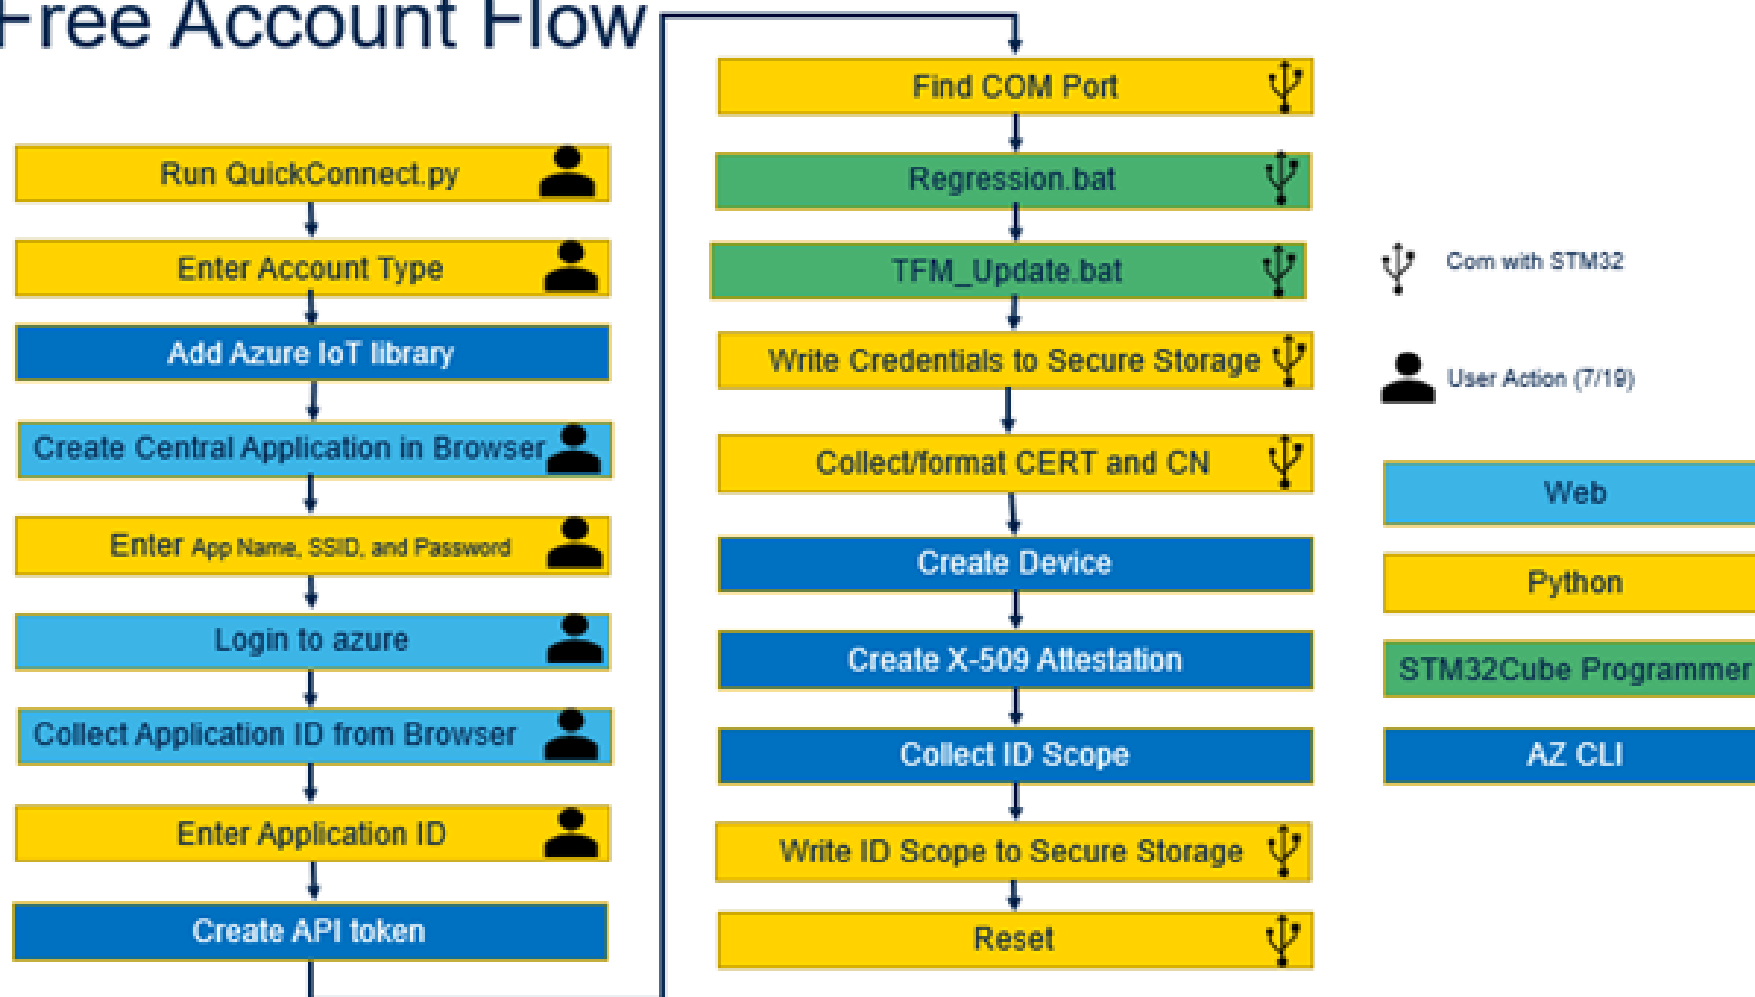 Free Account Flow
Run QuickConnect.py
Enter Account Type
Add Azure IoT library
Create Central Application in Browser
Enter App Name, SSID, and Password
Login to azure
Collect Application ID from Browser
Enter Application ID
Create API token
Find COM Port
Regression.bat
TFM_Update.bat
Write Credentials to Secure Storage
Collect/format CERT and CN
Create Device
Create X-509 Attestation
Collect ID Scope
Write ID Scope to Secure Storage
Reset
Com with STM32
User Action (7/19)
Web
Python
STM32Cube Programmer
AZ CLI